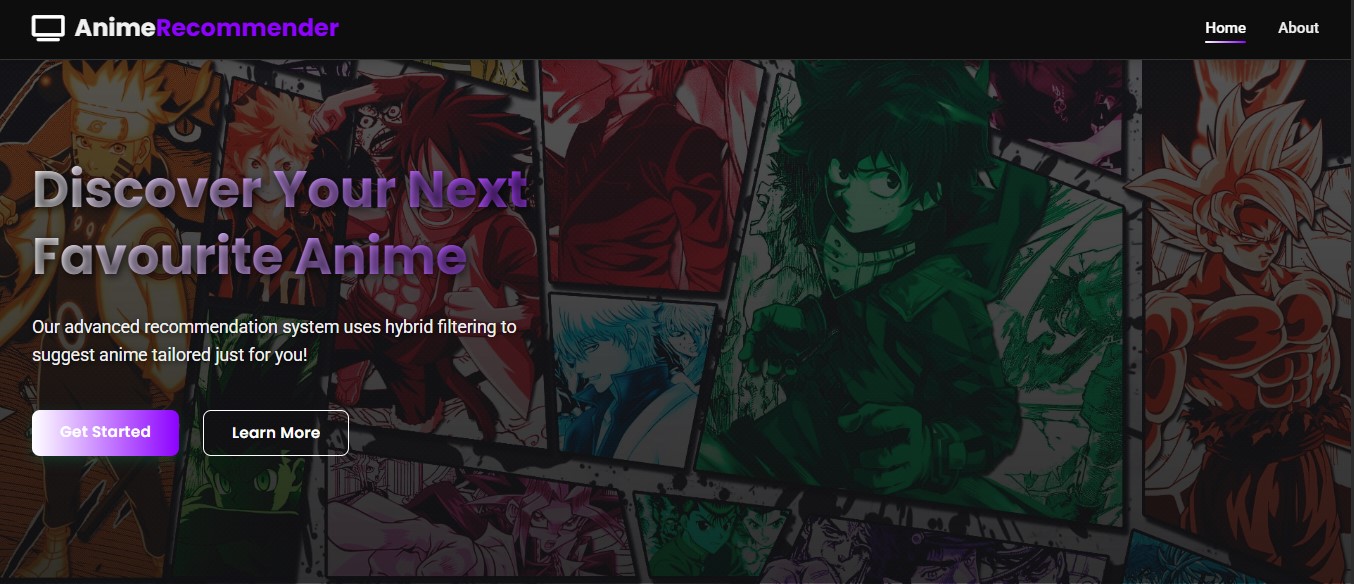 AnimeRecommender
Home
About
Discover Your Next
Favourite Anime
Our advanced recommendation system uses hybrid filtering to
suggest anime tailored just for you!
Get Started
Learn More